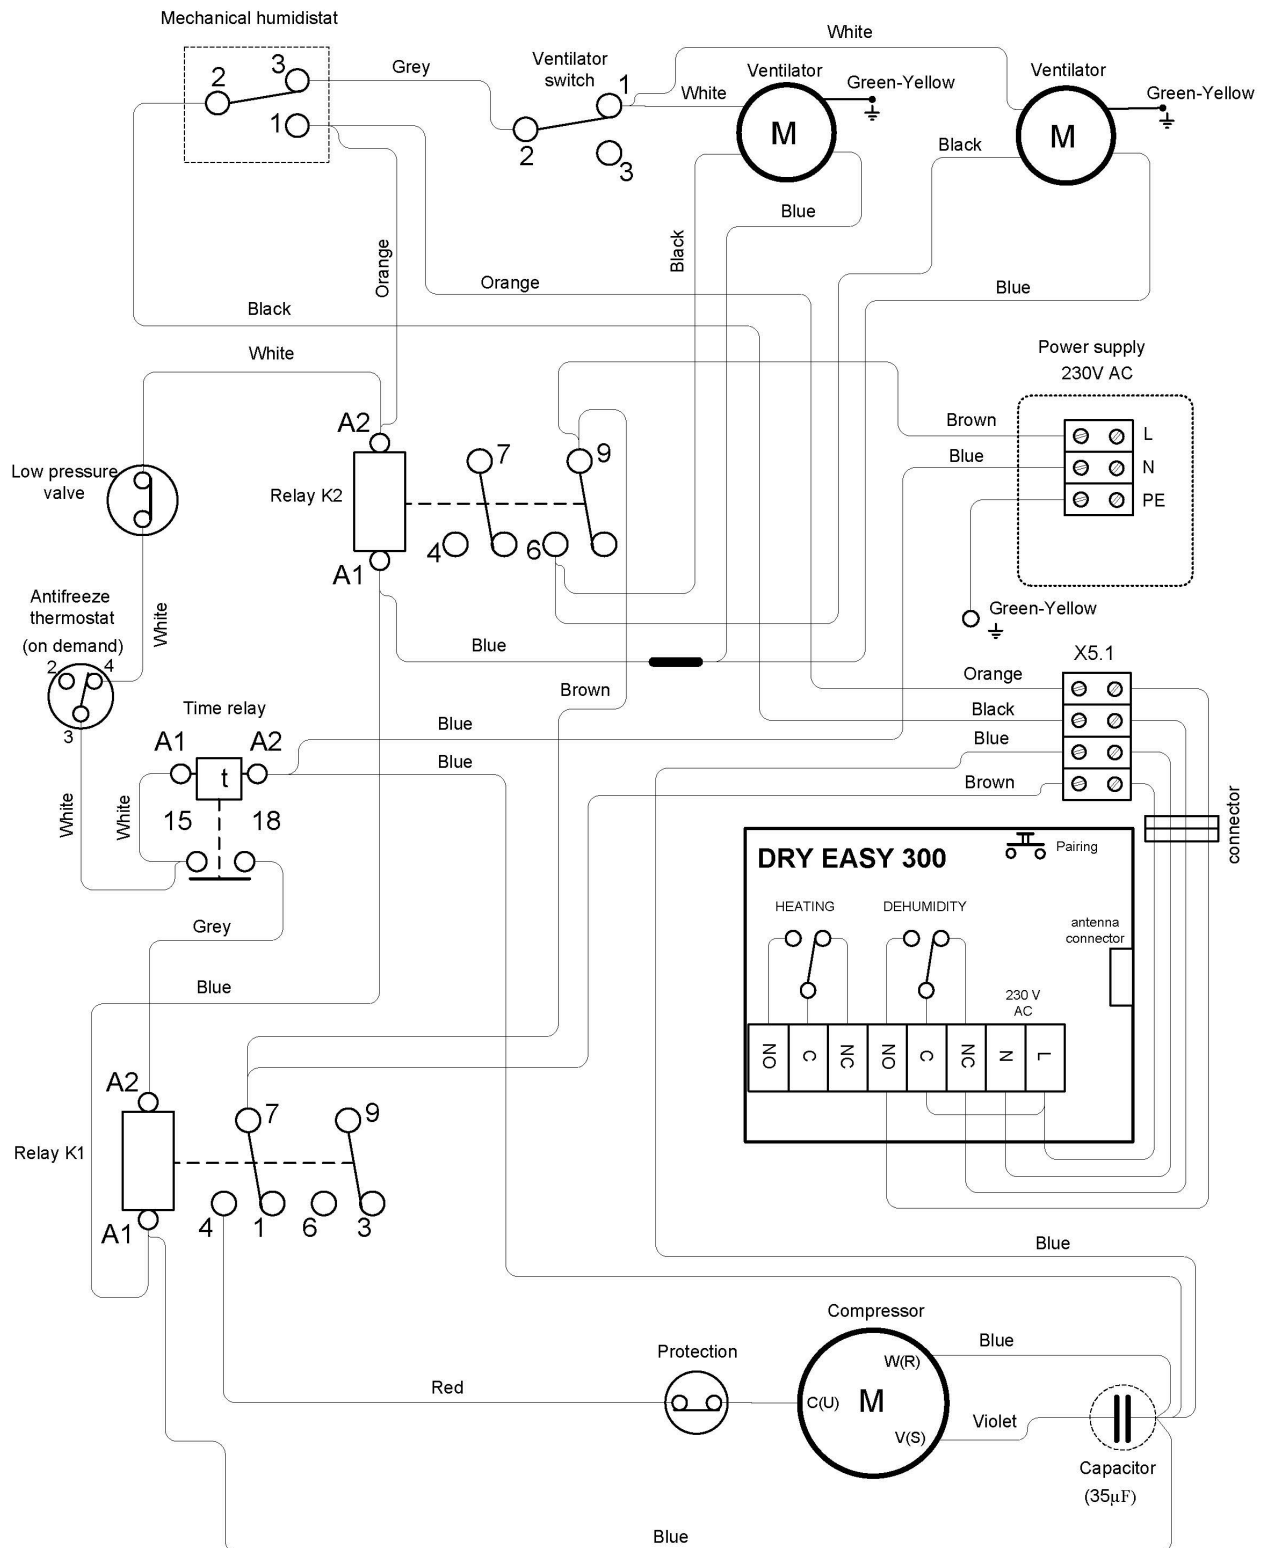 Mechanical humidistat
2
3
1
Grey
Ventilator
switch
1
2
3
White
White
Ventilator
M
Green-Yellow
Ventilator
M
Green-Yellow
Black
Blue
Black
Orange
Orange
Blue
Black
White
Power supply
230V AC
Brown
L
Blue
N
PE
Green-Yellow
A2
Low pressure
valve
Relay K2
7
9
4
6
A1
White
Antifreeze
thermostat
(on demand)
2
4
3
Blue
Brown
X5.1
Orange
Black
Blue
Brown
connector
Time relay
A1
A2
t
15
18
Blue
Blue
White
White
Grey
Blue
DRY EASY 300
Pairing
HEATING
DEHUMIDITY
antenna
connector
230 V
AC
NO
C
NC
NO
C
NC
N
L
A2
Relay K1
7
9
4
1
6
3
A1
Blue
Compressor
Protection
Red
W(R)
C(U)
M
V(S)
Blue
Violet
Capacitor
(35µF)
Blue